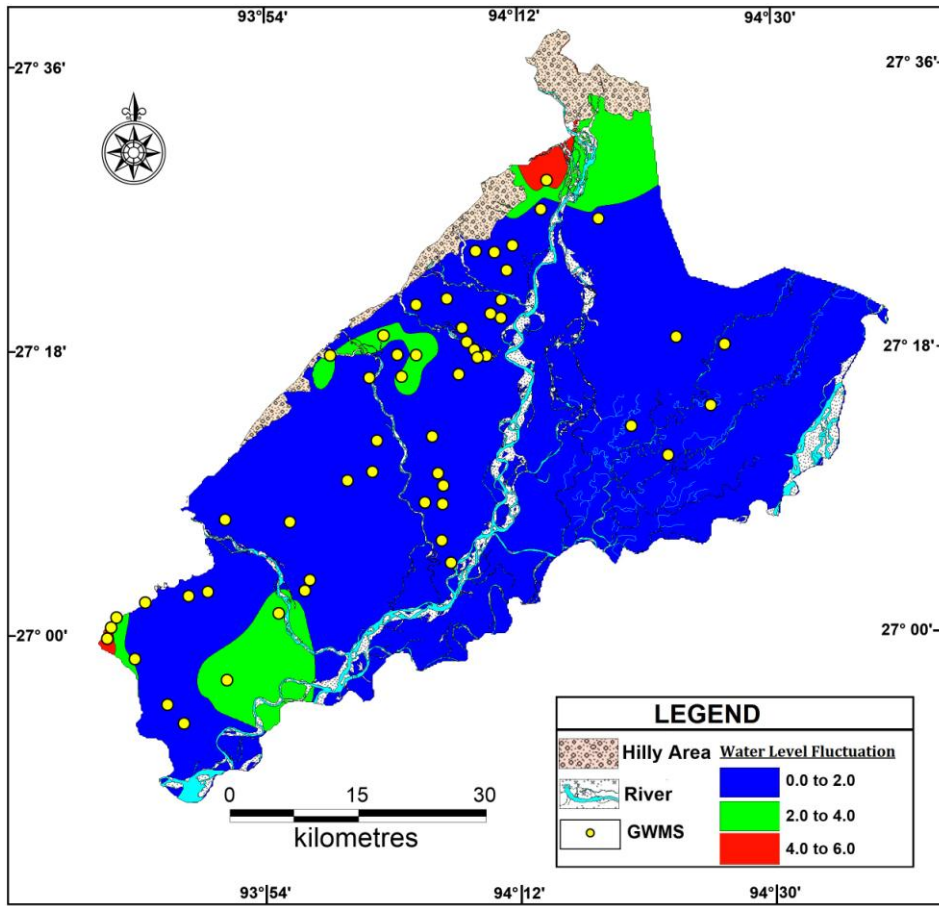 93°54' 94°12' 94°30'
27° 36' 27° 36'
27° 18' 27° 18'
27° 00' 27° 00'
LEGEND
Hilly Area Water Level Fluctuation
River 0.0 to 2.0
GWMS 2.0 to 4.0
4.0 to 6.0
0 15 30
kilometres
93°54' 94°12' 94°30'